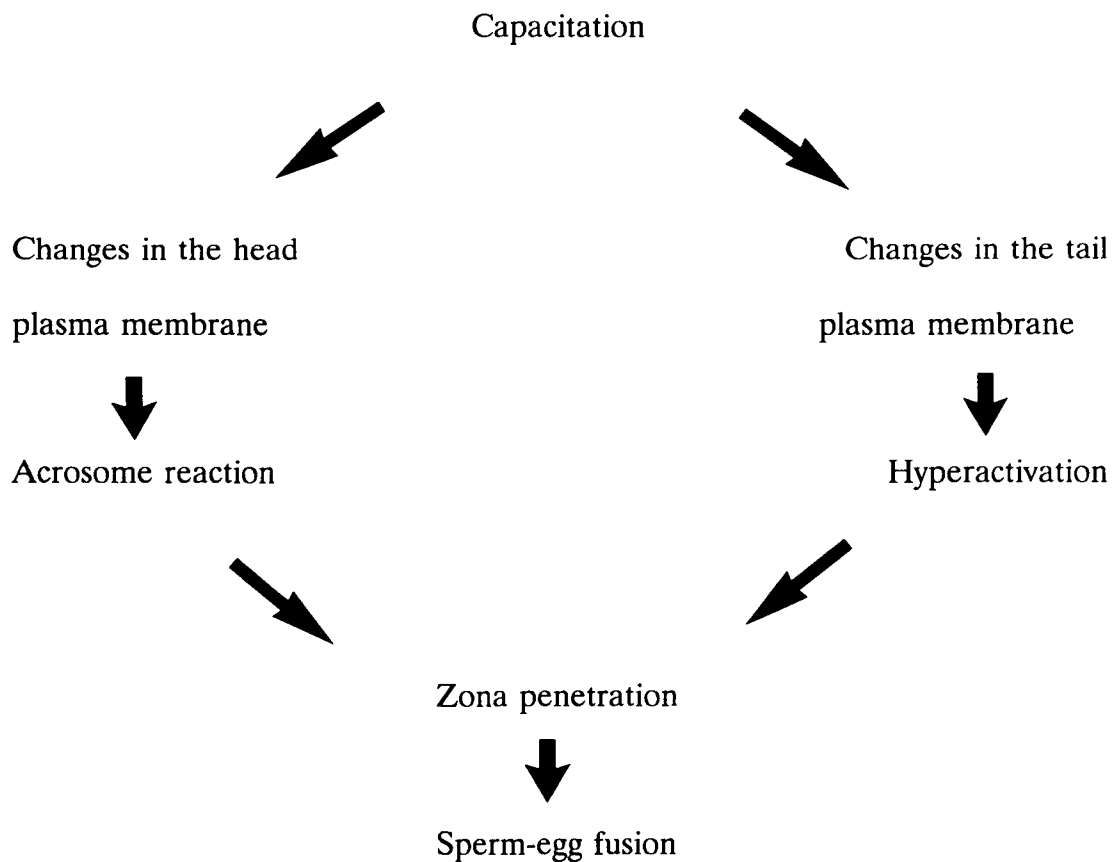 Capacitation
Changes in the head
plasma membrane
Changes in the tail
plasma membrane
Acrosome reaction
Hyperactivation
Zona penetration
Sperm-egg fusion